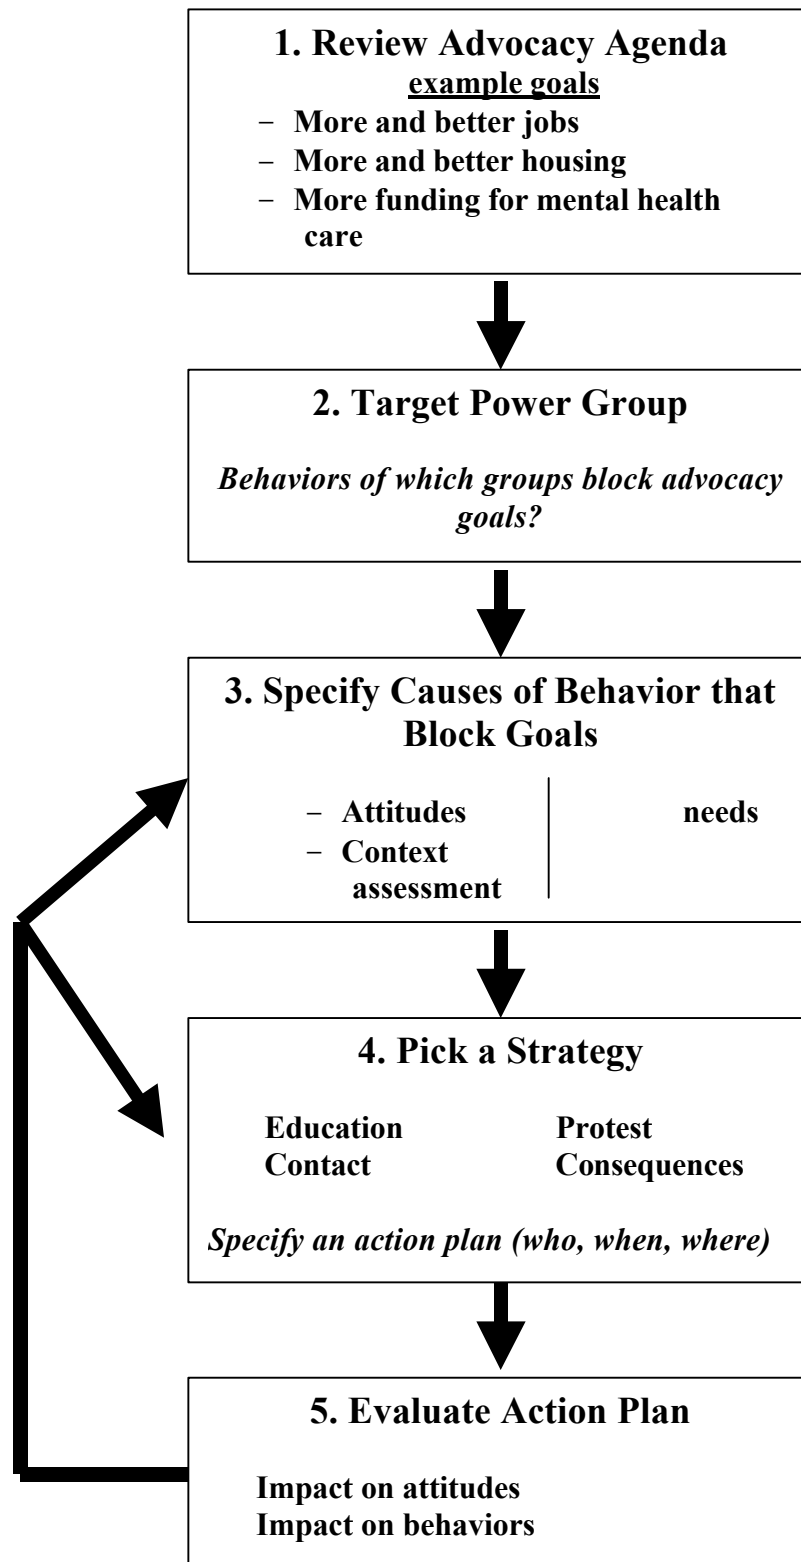 1. Review Advocacy Agenda
example goals
– More and better jobs
– More and better housing
– More funding for mental health
care
2. Target Power Group
Behaviors of which groups block advocacy
goals?
3. Specify Causes of Behavior that
Block Goals
– Attitudes needs
– Context
assessment
4. Pick a Strategy
Education Protest
Contact Consequences
Specify an action plan (who, when, where)
5. Evaluate Action Plan
Impact on attitudes
Impact on behaviors